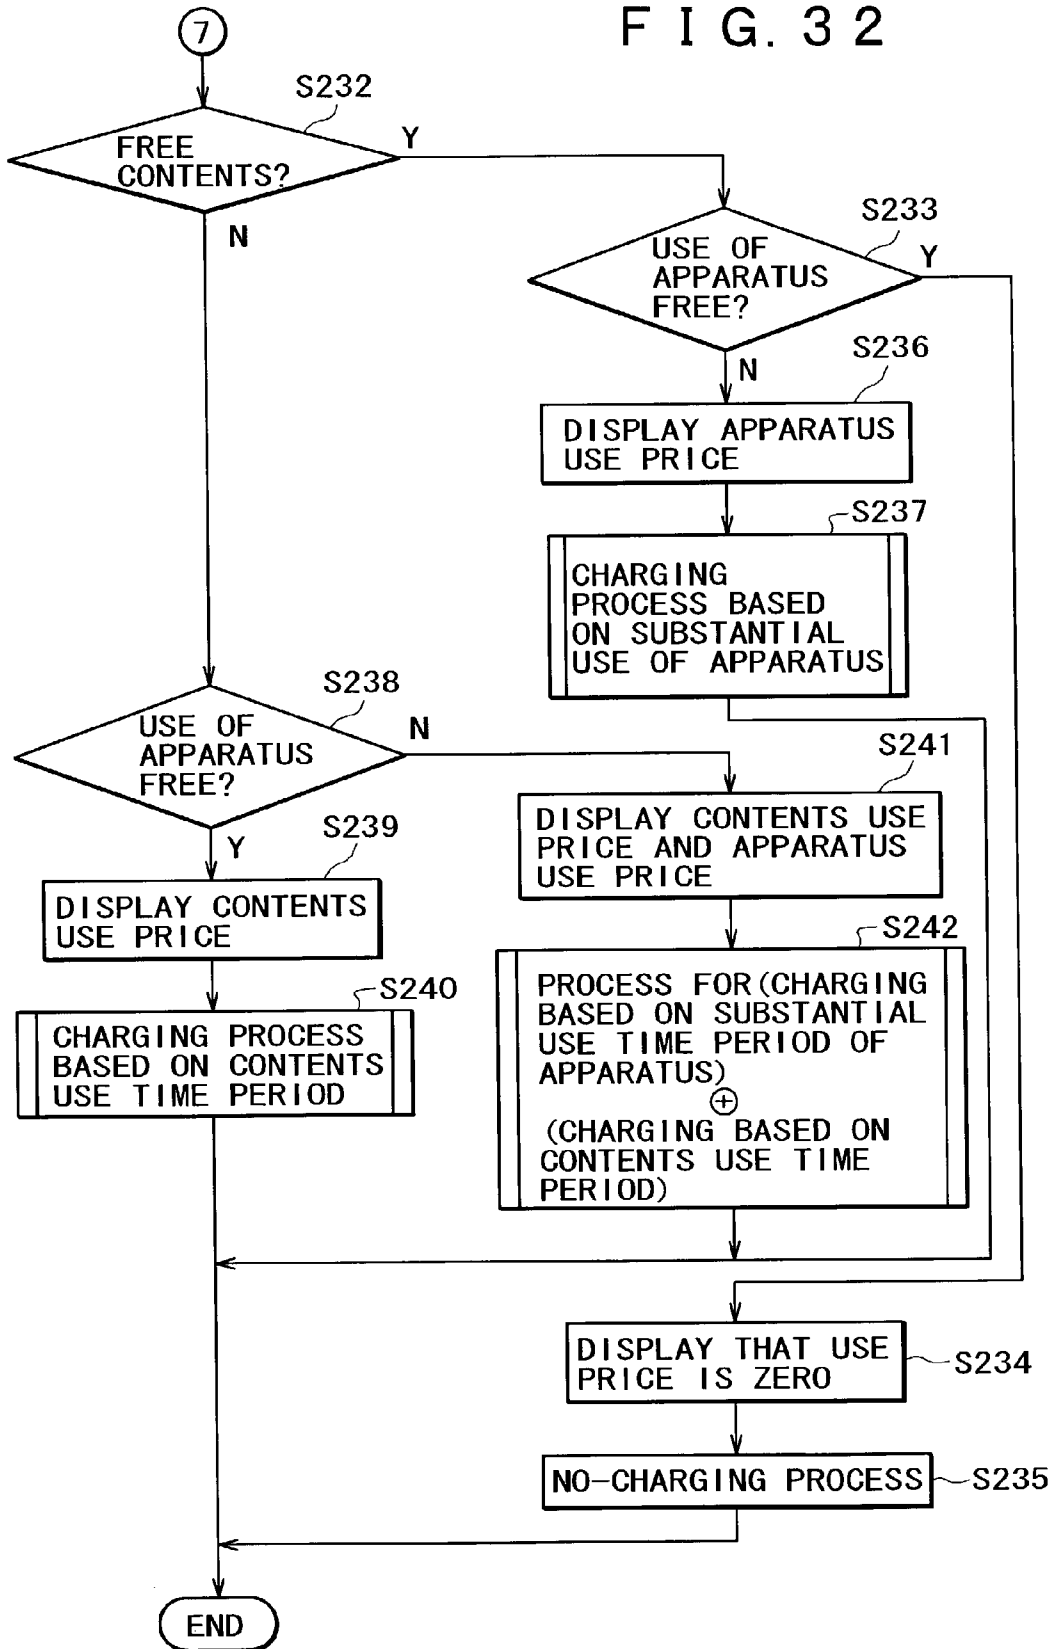 FIG. 32
7
S232
FREE
CONTENTS?
Y
N
S233
USE OF
APPARATUS
FREE?
Y
N
S236
DISPLAY APPARATUS
USE PRICE
S237
CHARGING
PROCESS BASED
ON SUBSTANTIAL
USE OF APPARATUS
S238
USE OF
APPARATUS
FREE?
N
Y
S239
DISPLAY CONTENTS
USE PRICE
S240
CHARGING PROCESS
BASED ON CONTENTS
USE TIME PERIOD
S241
DISPLAY CONTENTS USE
PRICE AND APPARATUS
USE PRICE
S242
PROCESS FOR (CHARGING
BASED ON SUBSTANTIAL
USE TIME PERIOD OF
APPARATUS)
⊕
(CHARGING BASED ON
CONTENTS USE TIME
PERIOD)
DISPLAY THAT USE
PRICE IS ZERO
S234
NO-CHARGING PROCESS
S235
END